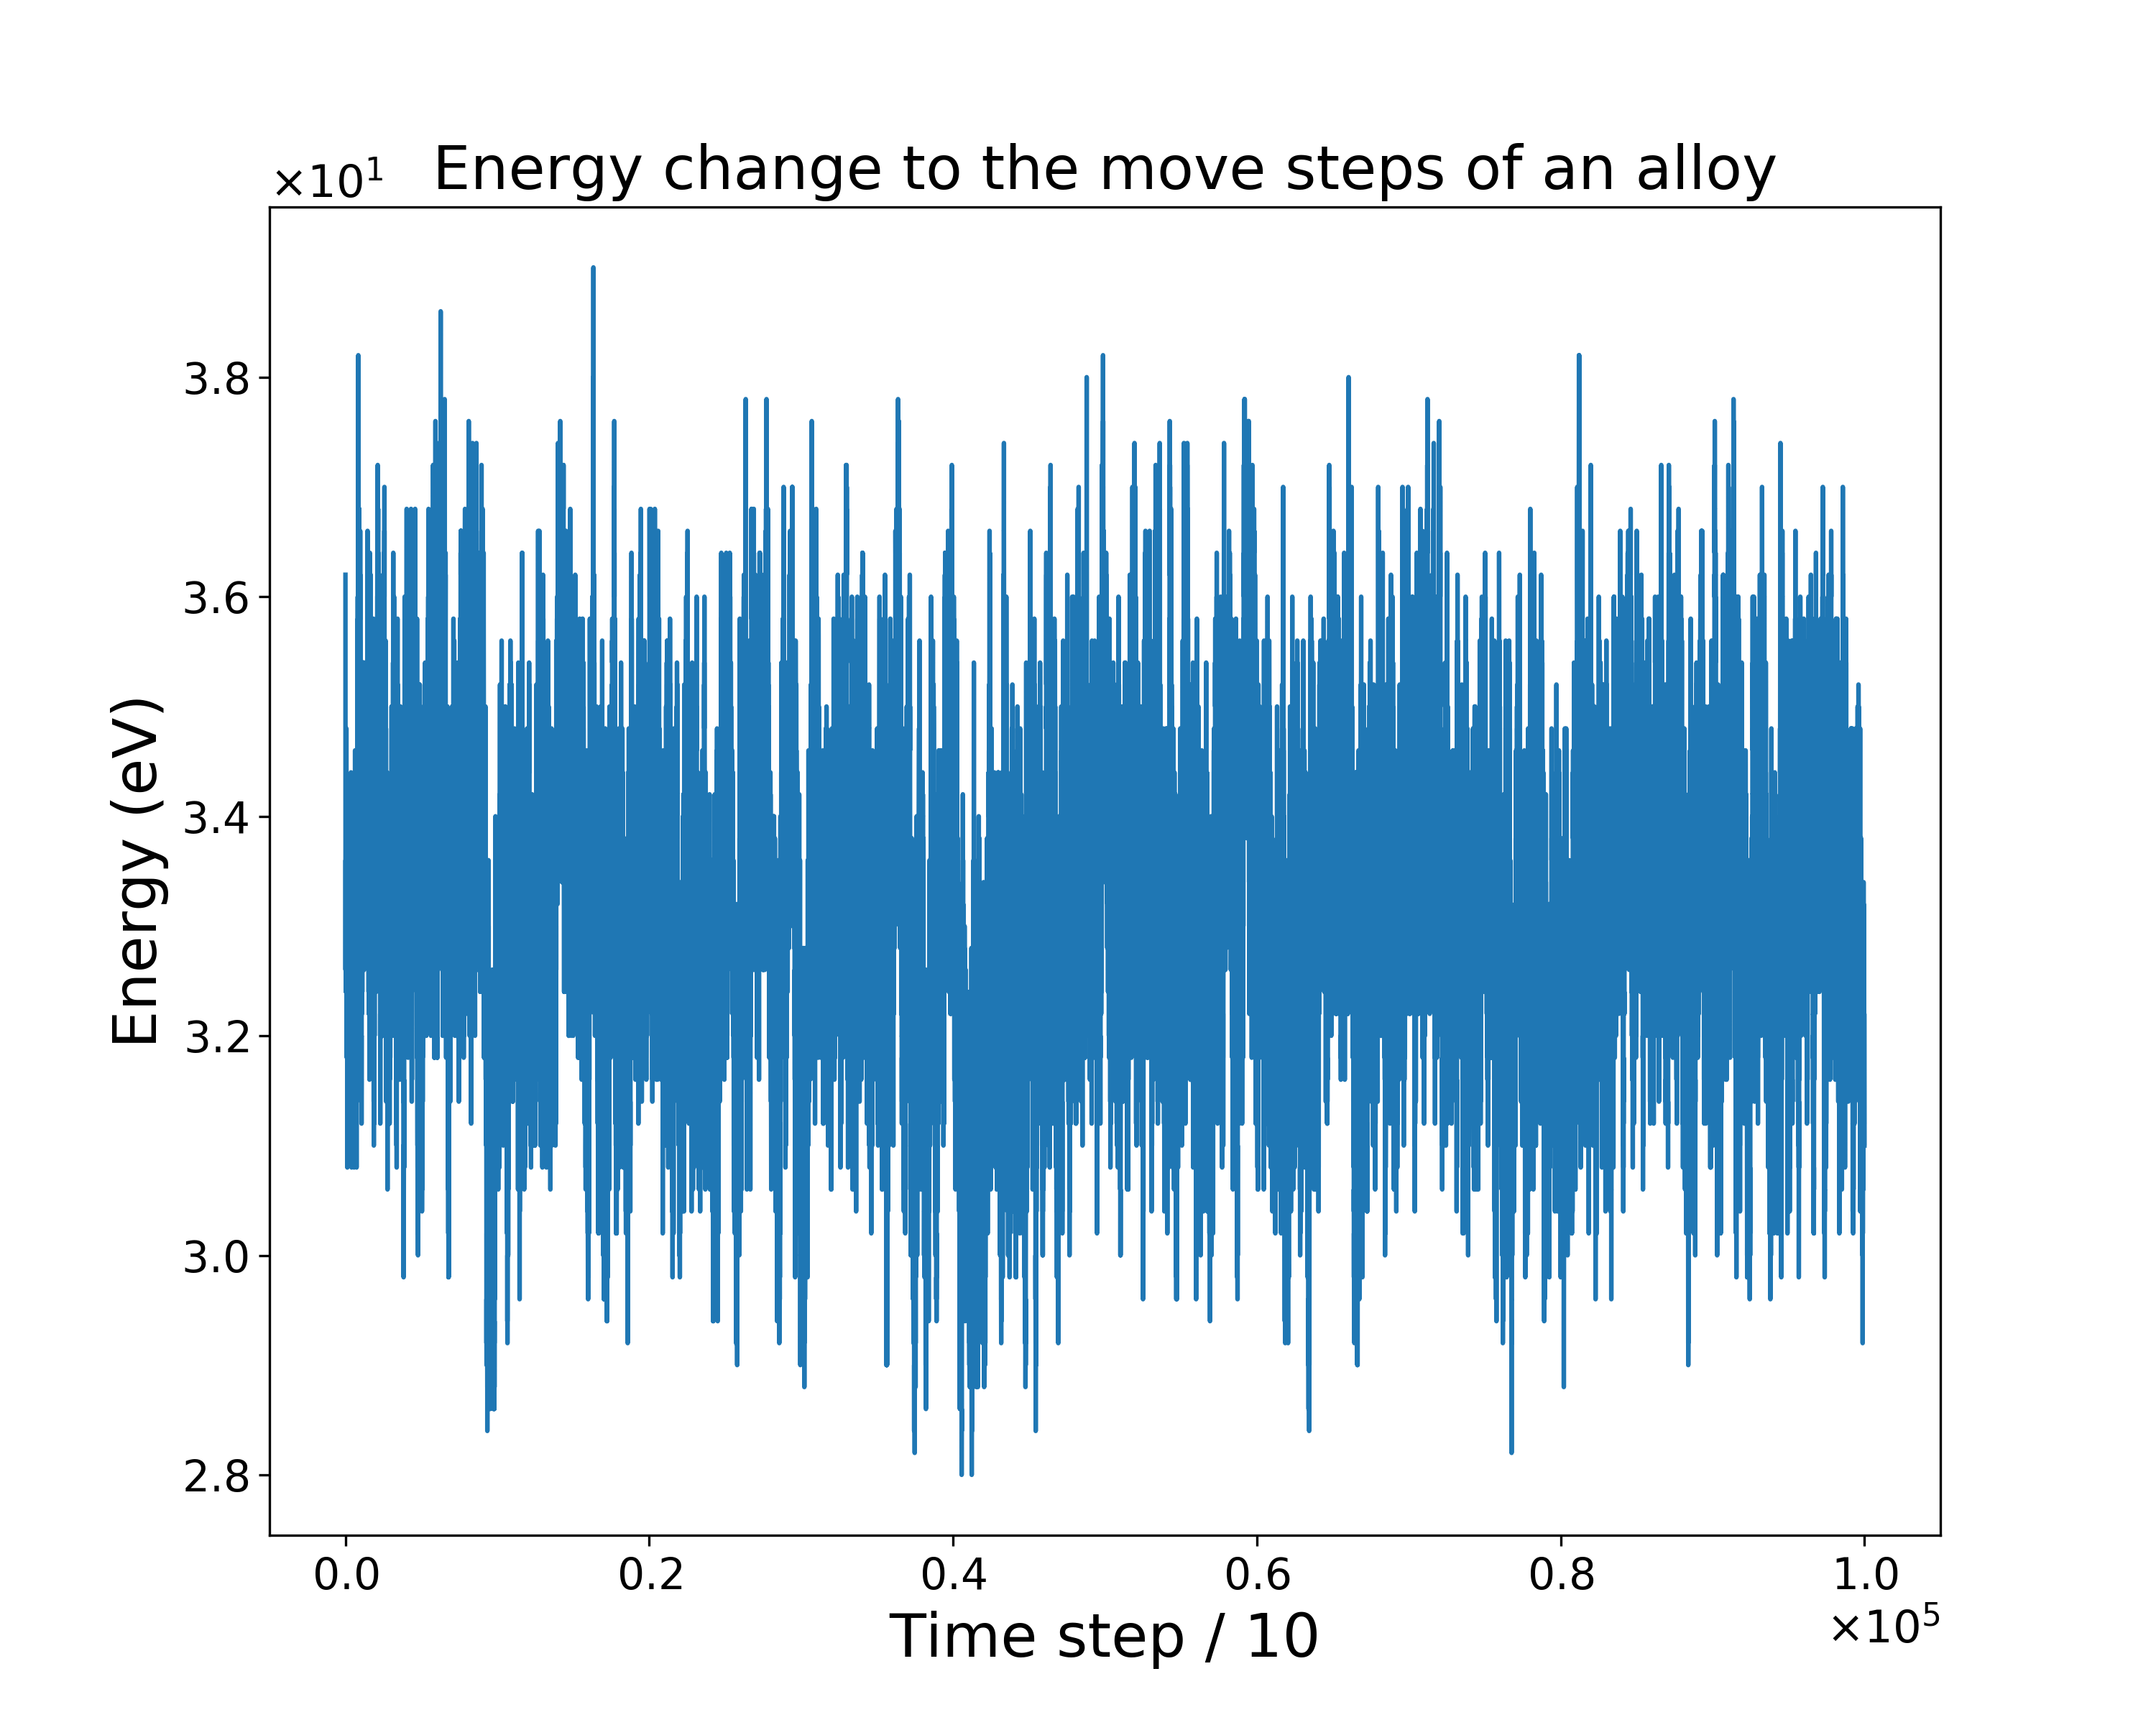 ×10¹
Energy change to the move steps of an alloy
3.8
3.6
3.4
3.2
3.0
2.8
Energy (eV)
0.0 0.2 0.4 0.6 0.8 1.0
Time step / 10
×10⁵